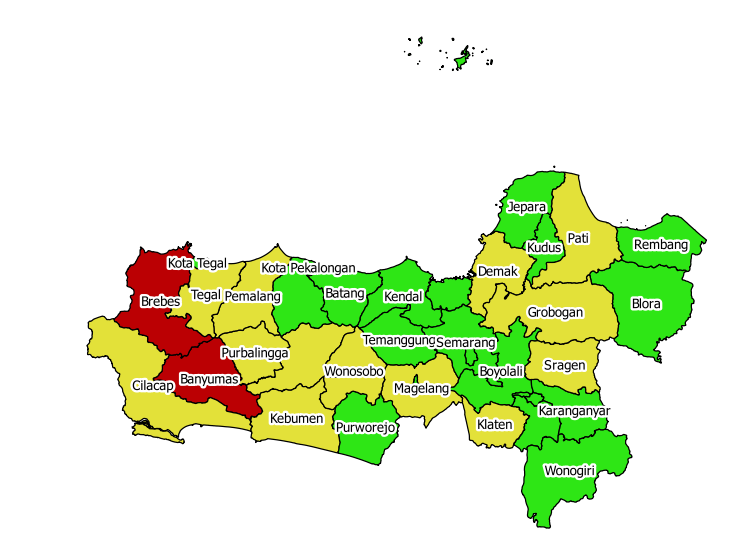 Jepara
Pati
Kudus
Rembang
Kota Tegal
Kota Pekalongan
Demak
Brebes
Tegal
Pemalang
Batang
Kendal
Blora
Grobogan
Temanggung
Semarang
Purbalingga
Sragen
Cilacap
Banyumas
Wonosobo
Boyolali
Magelang
Karanganyar
Kebumen
Purworejo
Klaten
Wonogiri